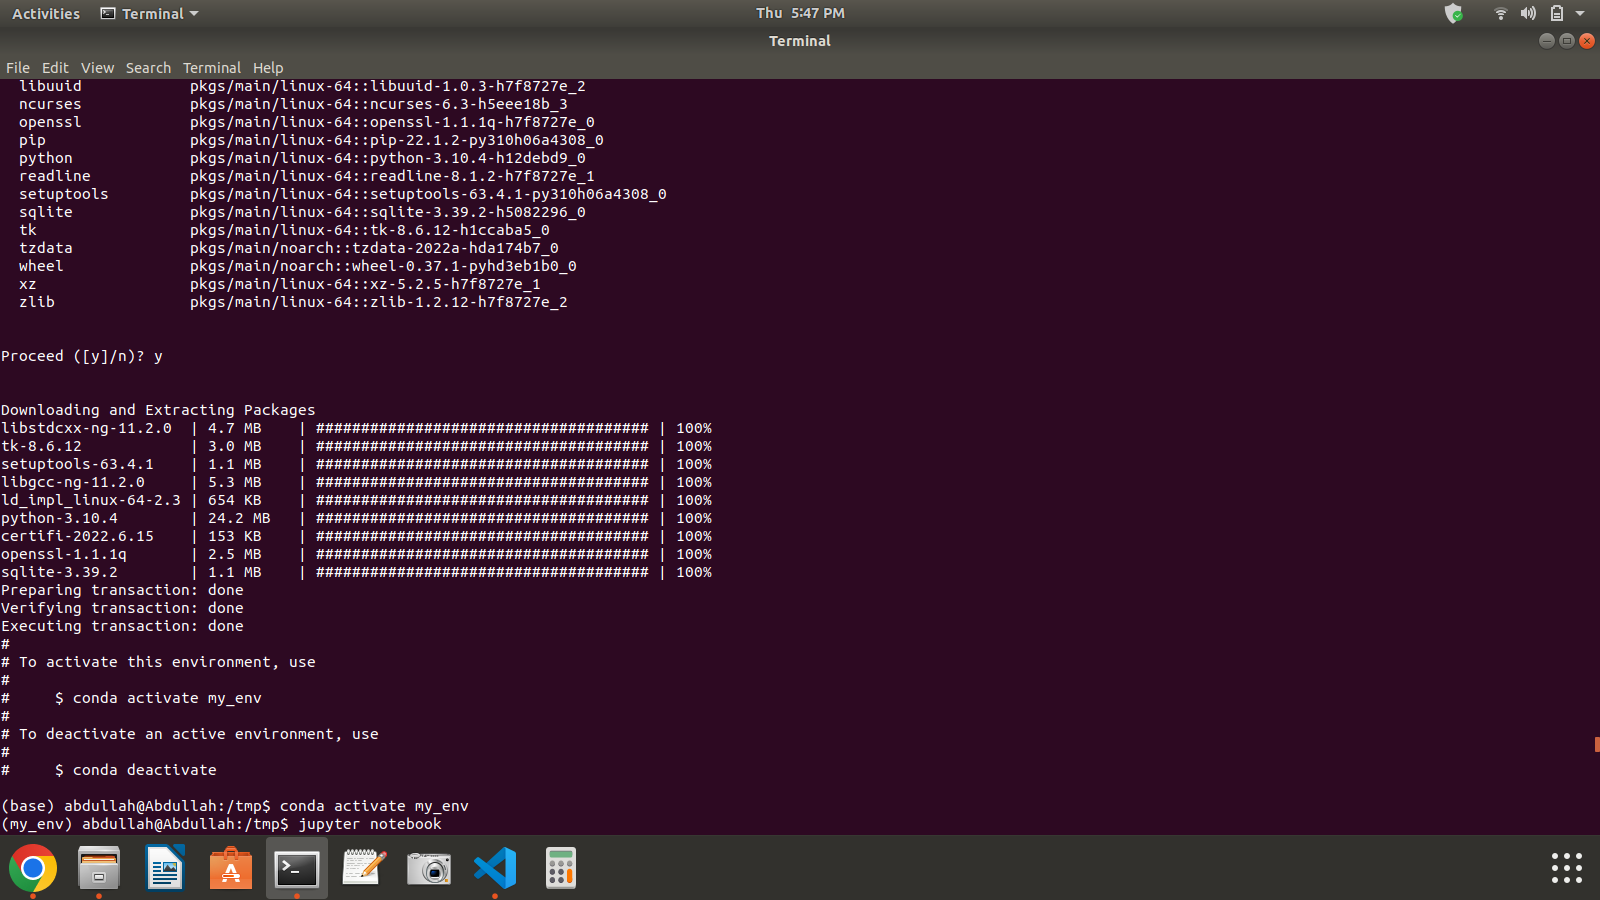 Activities Terminal Thu 5:47 PM
Terminal
File Edit View Search Terminal Help
libuuid pkgs/main/linux-64::libuuid-1.0.3-h7f8727e_2
ncurses pkgs/main/linux-64::ncurses-6.3-h5eee18b_3
openssl pkgs/main/linux-64::openssl-1.1.1q-h7f8727e_0
pip pkgs/main/linux-64::pip-22.1.2-py310h06a4308_0
python pkgs/main/linux-64::python-3.10.4-h12debd9_0
readline pkgs/main/linux-64::readline-8.1.2-h7f8727e_1
setuptools pkgs/main/linux-64::setuptools-63.4.1-py310h06a4308_0
sqlite pkgs/main/linux-64::sqlite-3.39.2-h5082296_0
tk pkgs/main/linux-64::tk-8.6.12-h1ccaba5_0
tzdata pkgs/main/noarch::tzdata-2022a-hda174b7_0
wheel pkgs/main/noarch::wheel-0.37.1-pyhd3eb1b0_0
xz pkgs/main/linux-64::xz-5.2.5-h7f8727e_1
zlib pkgs/main/linux-64::zlib-1.2.12-h7f8727e_2
Proceed ([y]/n)? y
Downloading and Extracting Packages
libstdcxx-ng-11.2.0 | 4.7 MB | ##################################### | 100%
tk-8.6.12 | 3.0 MB | ##################################### | 100%
setuptools-63.4.1 | 1.1 MB | ##################################### | 100%
libgcc-ng-11.2.0 | 5.3 MB | ##################################### | 100%
ld_impl_linux-64-2.3 | 654 KB | ##################################### | 100%
python-3.10.4 | 24.2 MB | ##################################### | 100%
certifi-2022.6.15 | 153 KB | ##################################### | 100%
openssl-1.1.1q | 2.5 MB | ##################################### | 100%
sqlite-3.39.2 | 1.1 MB | ##################################### | 100%
Preparing transaction: done
Verifying transaction: done
Executing transaction: done
#
# To activate this environment, use
#
# $ conda activate my_env
#
# To deactivate an active environment, use
#
# $ conda deactivate
(base) abdullah@Abdullah:/tmp$ conda activate my_env
(my_env) abdullah@Abdullah:/tmp$ jupyter notebook